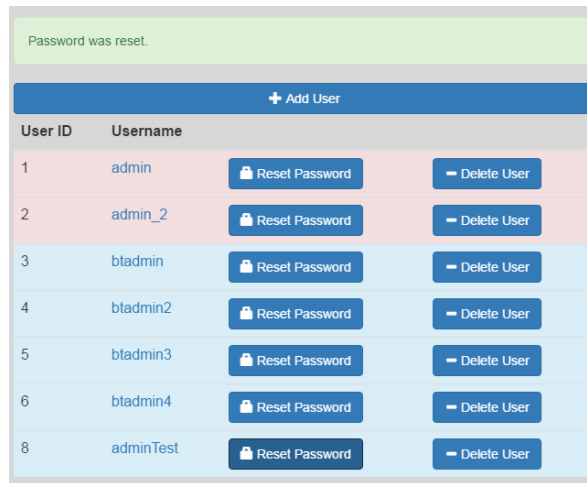 Password was reset.
Add User
User ID Username
1 admin Reset Password Delete User
2 admin_2 Reset Password Delete User
3 btadmin Reset Password Delete User
4 btadmin2 Reset Password Delete User
5 btadmin3 Reset Password Delete User
6 btadmin4 Reset Password Delete User
8 adminTest Reset Password Delete User